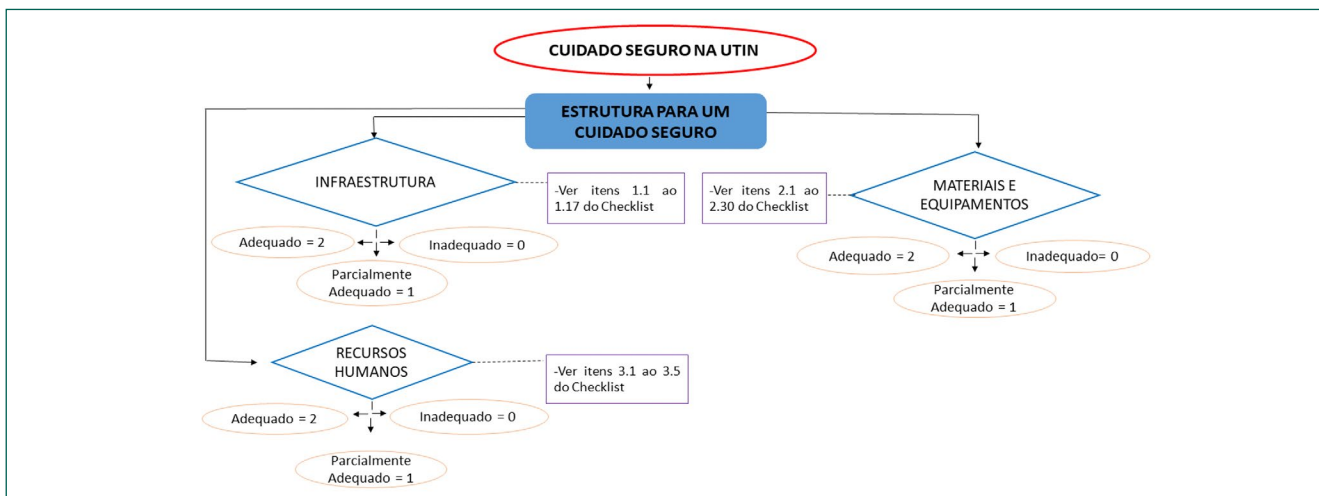 CUIDADO SEGURO NA UTIN
ESTRUTURA PARA UM
CUIDADO SEGURO
INFRAESTRUTURA
-Ver itens 1.1 ao
1.17 do Checklist
-Ver itens 2.1 ao
2.30 do Checklist
MATERIAIS E
EQUIPAMENTOS
Adequado = 2
Inadequado = 0
Parcialmente
Adequado = 1
Adequado = 2
Inadequado= 0
Parcialmente
Adequado = 1
RECURSOS
HUMANOS
-Ver itens 3.1 ao 3.5
do Checklist
Adequado = 2
Inadequado = 0
Parcialmente
Adequado = 1